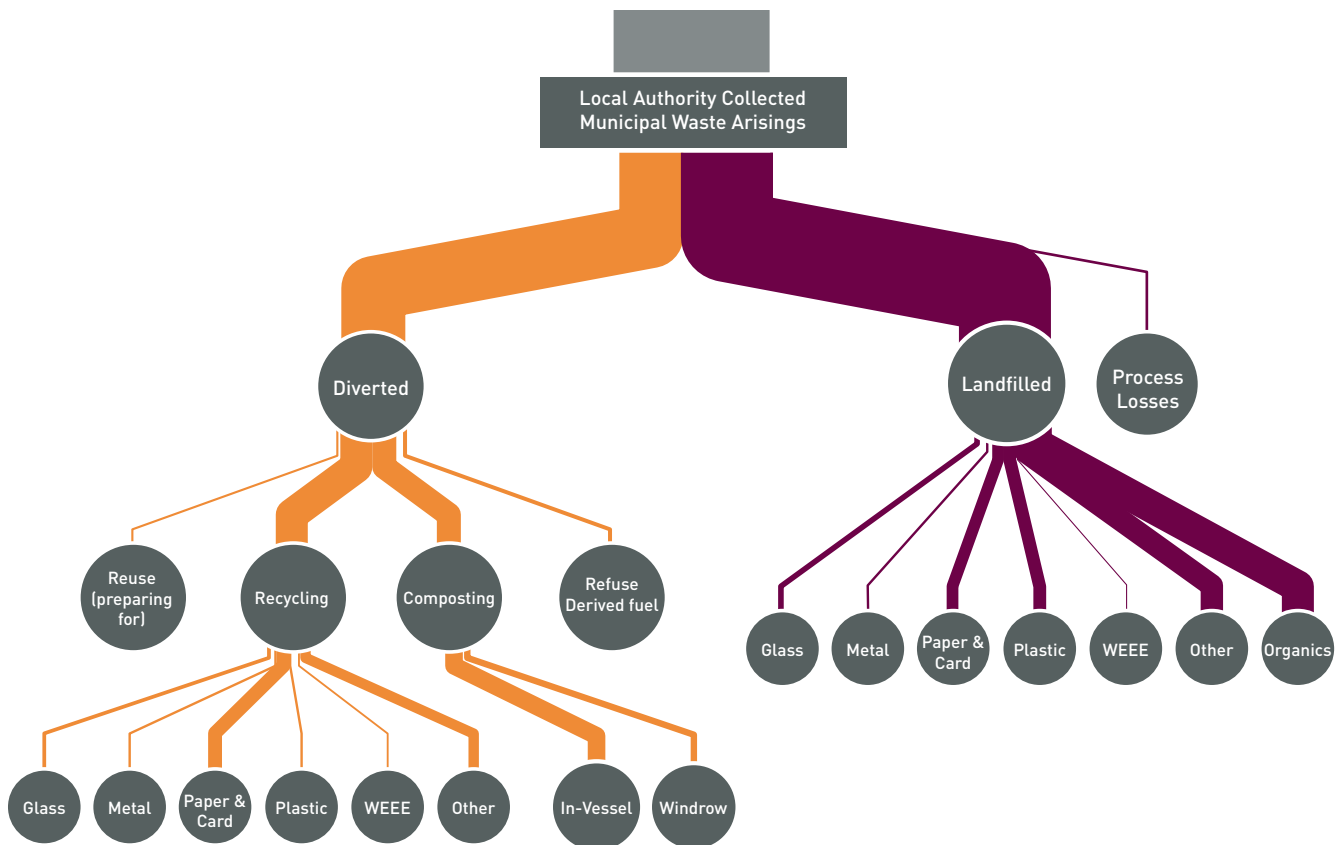 Local Authority Collected
Municipal Waste Arisings
Diverted
Landfilled
Process
Losses
Reuse
(preparing
for)
Recycling
Composting
Refuse
Derived fuel
Glass
Metal
Paper &
Card
Plastic
WEEE
Other
Organics
Glass
Metal
Paper &
Card
Plastic
WEEE
Other
In-Vessel
Windrow